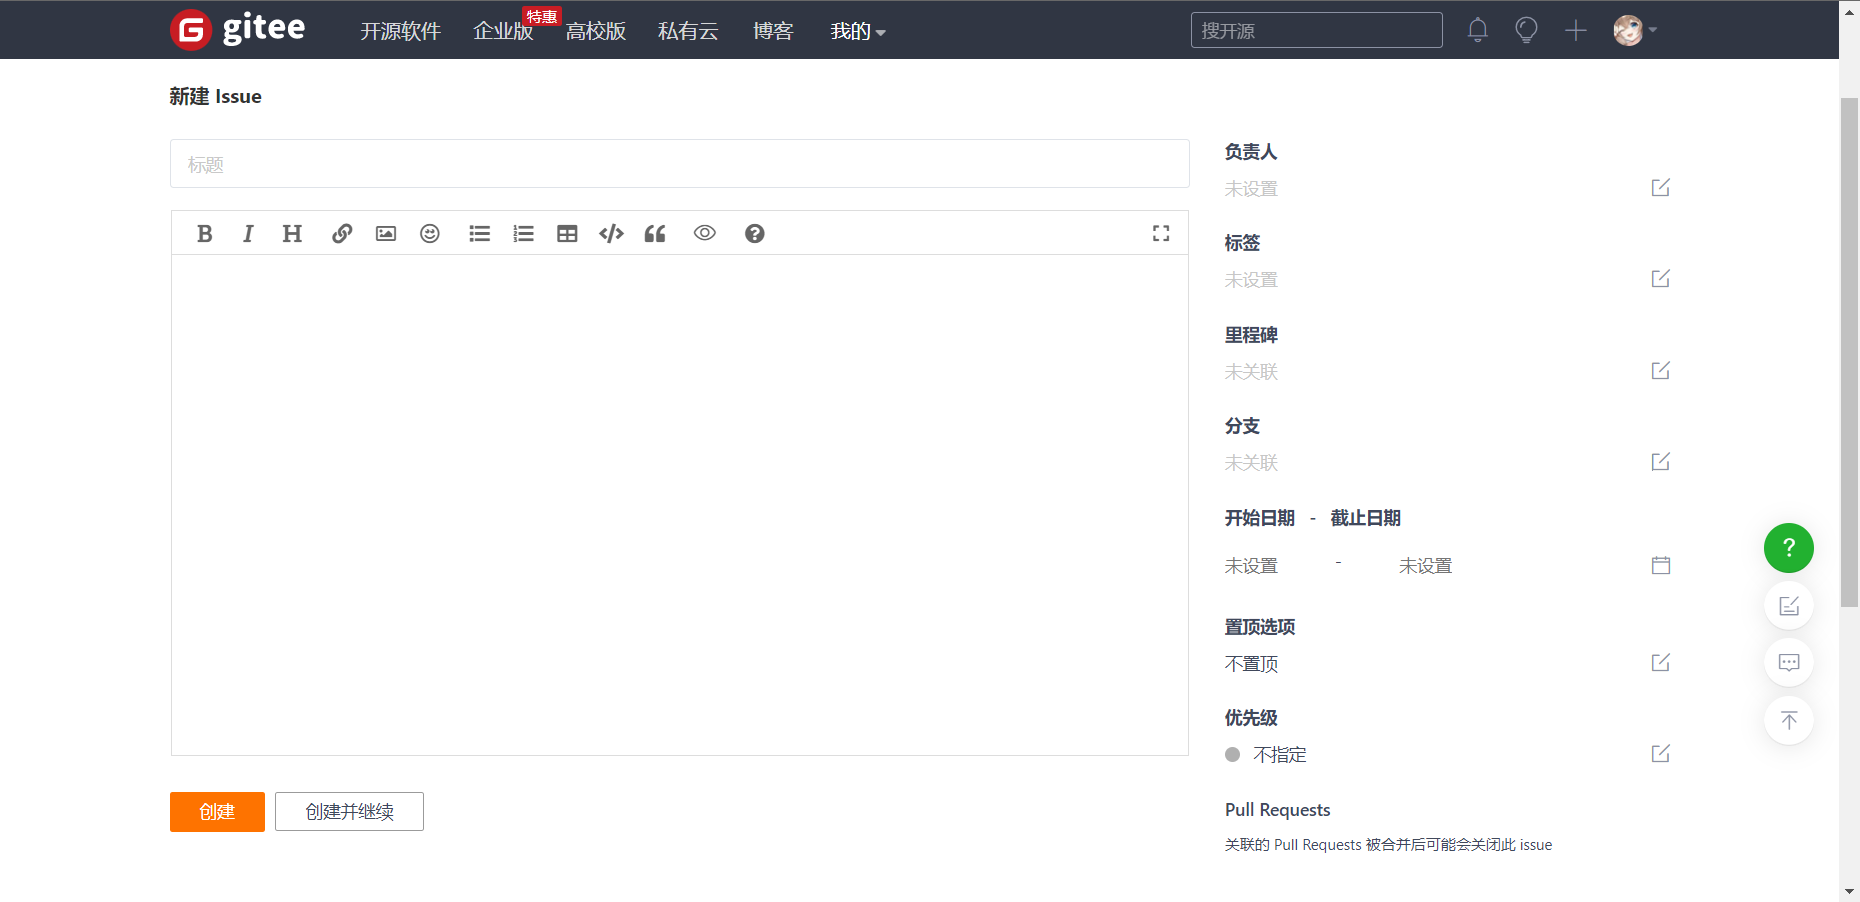 gitee 开源软件 企业版 特惠 高校版 私有云 博客 我的 搜开源
新建 Issue
标题
B I H
创建 创建并继续
负责人
未设置
标签
未设置
里程碑
未关联
分支
未关联
开始日期 - 截止日期
未设置 - 未设置
置顶选项
不置顶
优先级
不指定
Pull Requests
关联的 Pull Requests 被合并后可能会关闭此 issue